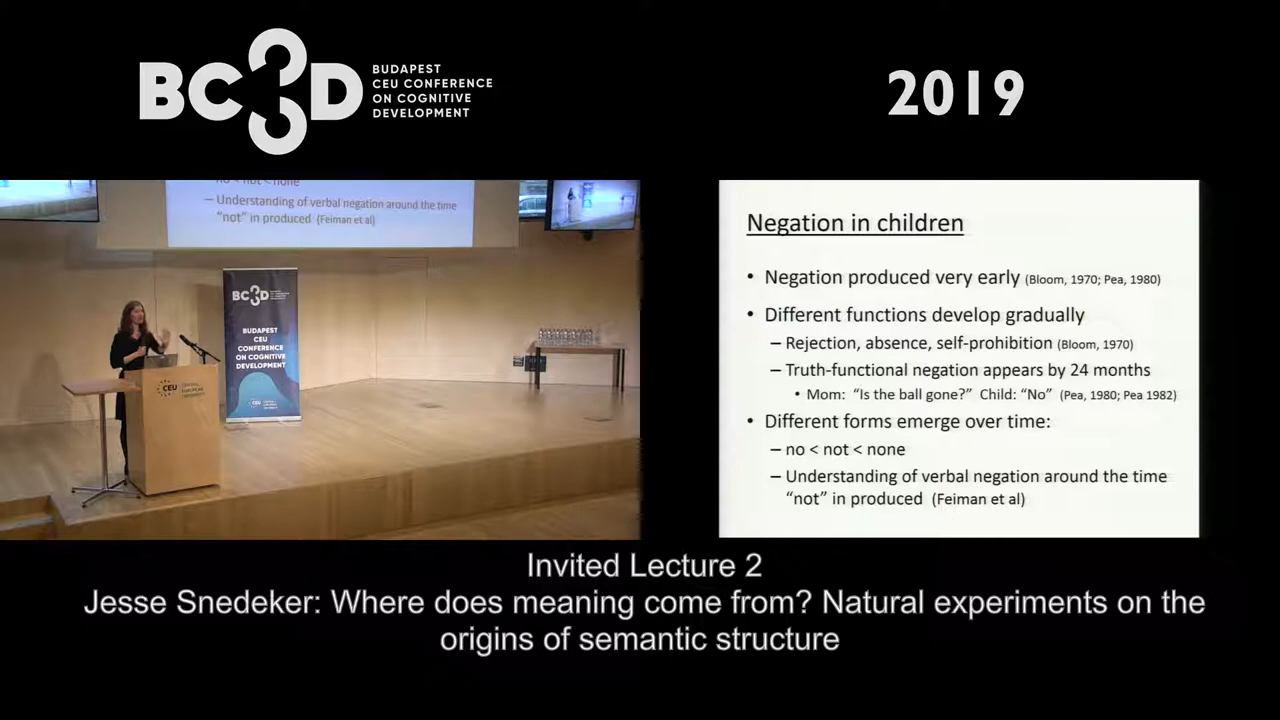 BC3D
BUDAPEST
CEU CONFERENCE
ON COGNITIVE
DEVELOPMENT
2019
no < not < none
– Understanding of verbal negation around the time
"not" in produced (Feiman et al)
BC3D
BUDAPEST
CEU
CONFERENCE
ON COGNITIVE
DEVELOPMENT
CEU
CEU
Negation in children
• Negation produced very early (Bloom, 1970; Pea, 1980)
• Different functions develop gradually
– Rejection, absence, self-prohibition (Bloom, 1970)
– Truth-functional negation appears by 24 months
• Mom: "Is the ball gone?" Child: "No" (Pea, 1980; Pea 1982)
• Different forms emerge over time:
– no < not < none
– Understanding of verbal negation around the time
"not" in produced (Feiman et al)
Invited Lecture 2
Jesse Snedeker: Where does meaning come from? Natural experiments on the
origins of semantic structure